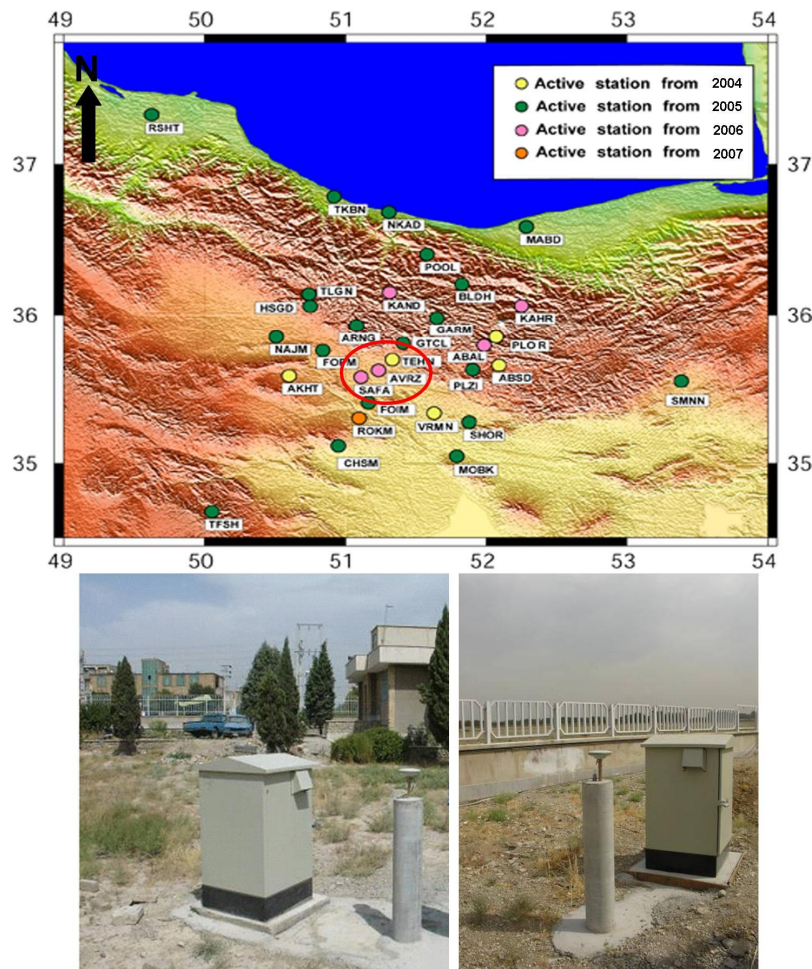 49 50 51 52 53 54
N
Active station from 2004
Active station from 2005
Active station from 2006
Active station from 2007
RSHT
37 37
TKBN
NKAD
MABD
POOL
TLGN
BLDH
HSGD
KAND
KAHR
36 36
GARM
ARNG
GTCL
PLOR
NAJM
ABAL
TEHN
AKHT
AVRZ
PLZI
ABSD
SAFA
SMNN
FOIM
ROKM
VRMN
SHOR
CHSM
35 35
MOBK
TFSH
49 50 51 52 53 54